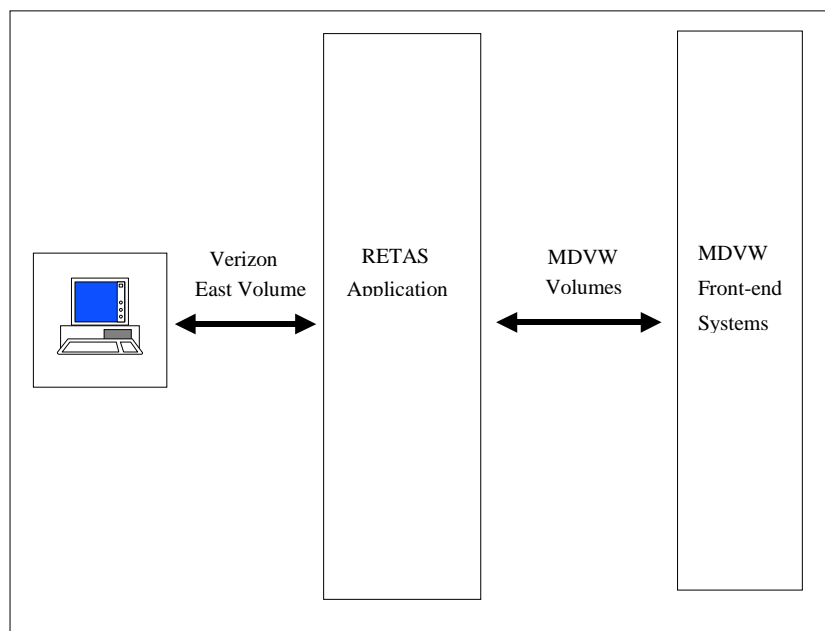 Verizon
East Volume
RETAS
Application
MDVW
Volumes
MDVW
Front-end
Systems